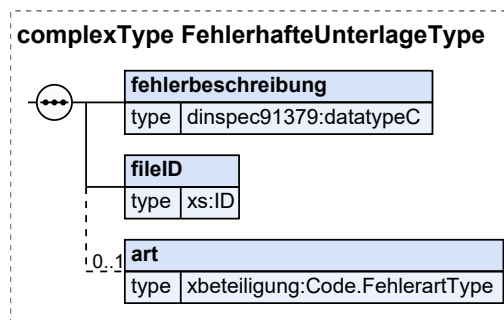 complexType FehlerhafteUnterlageType
fehlerbeschreibung
type dinspec91379:datatypeC
fileID
type xs:ID
0..1
art
type xbeteiligung:Code.FehlerartType